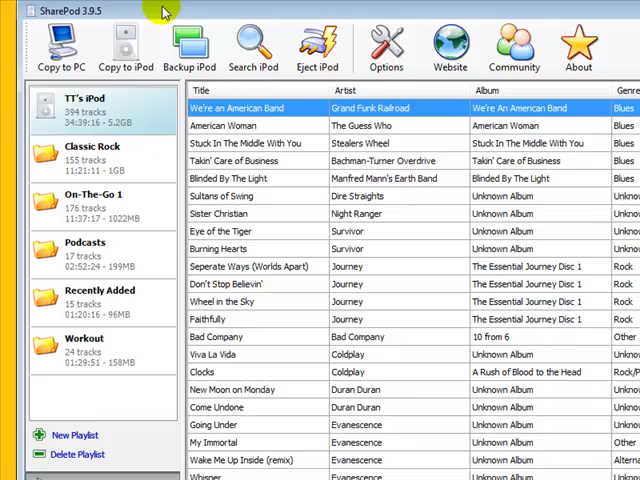 SharePod 3.9.5
Copy to PC Copy to iPod Backup iPod Search iPod Eject iPod Options Website Community About
TT's iPod
394 tracks
34:39:16 - 5.2GB
Classic Rock
155 tracks
11:21:11 - 1GB
On-The-Go 1
176 tracks
11:37:17 - 1022MB
Podcasts
17 tracks
02:52:24 - 199MB
Recently Added
15 tracks
01:20:16 - 96MB
Workout
24 tracks
01:29:51 - 158MB
New Playlist
Delete Playlist
Title Artist Album Genre
We're an American Band Grand Funk Railroad We're An American Band Blues
American Woman The Guess Who American Woman Blues
Stuck In The Middle With You Stealers Wheel Stuck In The Middle With You Blues
Takin' Care of Business Bachman-Turner Overdrive Takin' Care of Business Blues
Blinded By The Light Manfred Mann's Earth Band Blinded By The Light Blues
Sultans of Swing Dire Straights Unknown Album Unkno
Sister Christian Night Ranger Unknown Album Unkno
Eye of the Tiger Survivor Unknown Album Unkno
Burning Hearts Survivor Unknown Album Unkno
Seperate Ways (Worlds Apart) Journey The Essential Journey Disc 1 Rock
Don't Stop Believin' Journey The Essential Journey Disc 1 Rock
Wheel in the Sky Journey The Essential Journey Disc 1 Rock
Faithfully Journey The Essential Journey Disc 1 Rock
Bad Company Bad Company 10 from 6 Other
Viva La Vida Coldplay Unknown Album Unkno
Clocks Coldplay A Rush of Blood to the Head Rock/P
New Moon on Monday Duran Duran Unknown Album Unkno
Come Undone Duran Duran Unknown Album Unkno
Going Under Evanescence Unknown Album Unkno
My Immortal Evanescence Unknown Album Other
Wake Me Up Inside (remix) Evanescence Unknown Album Other
Whisper Evanescence Unknown Album Unkno